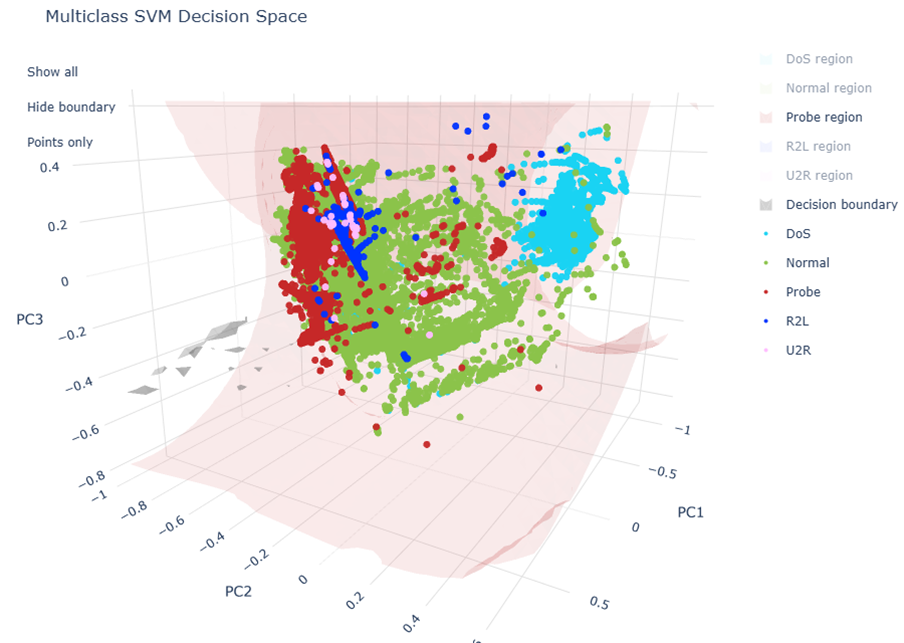 Multiclass SVM Decision Space
Show all
Hide boundary
Points only
DoS region
Normal region
Probe region
R2L region
U2R region
Decision boundary
DoS
Normal
Probe
R2L
U2R
0.4
0.2
0
−0.2
−0.4
−0.6
−0.8
PC3
−1
−0.8
−0.6
−0.4
−0.2
0
0.2
0.4
PC2
−1
−0.5
0
0.5
PC1